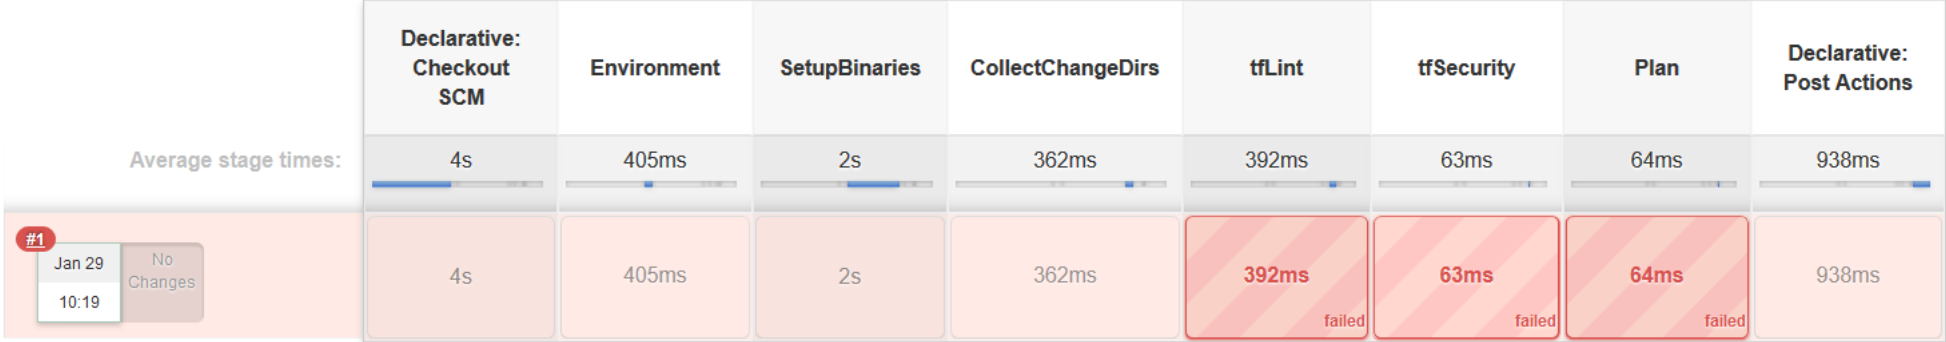 Declarative:
Checkout
SCM
Environment
SetupBinaries
CollectChangeDirs
tfLint
tfSecurity
Plan
Declarative:
Post Actions
Average stage times:
4s
405ms
2s
362ms
392ms
63ms
64ms
938ms
#1
Jan 29
10:19
No
Changes
4s
405ms
2s
362ms
392ms
failed
63ms
failed
64ms
failed
938ms